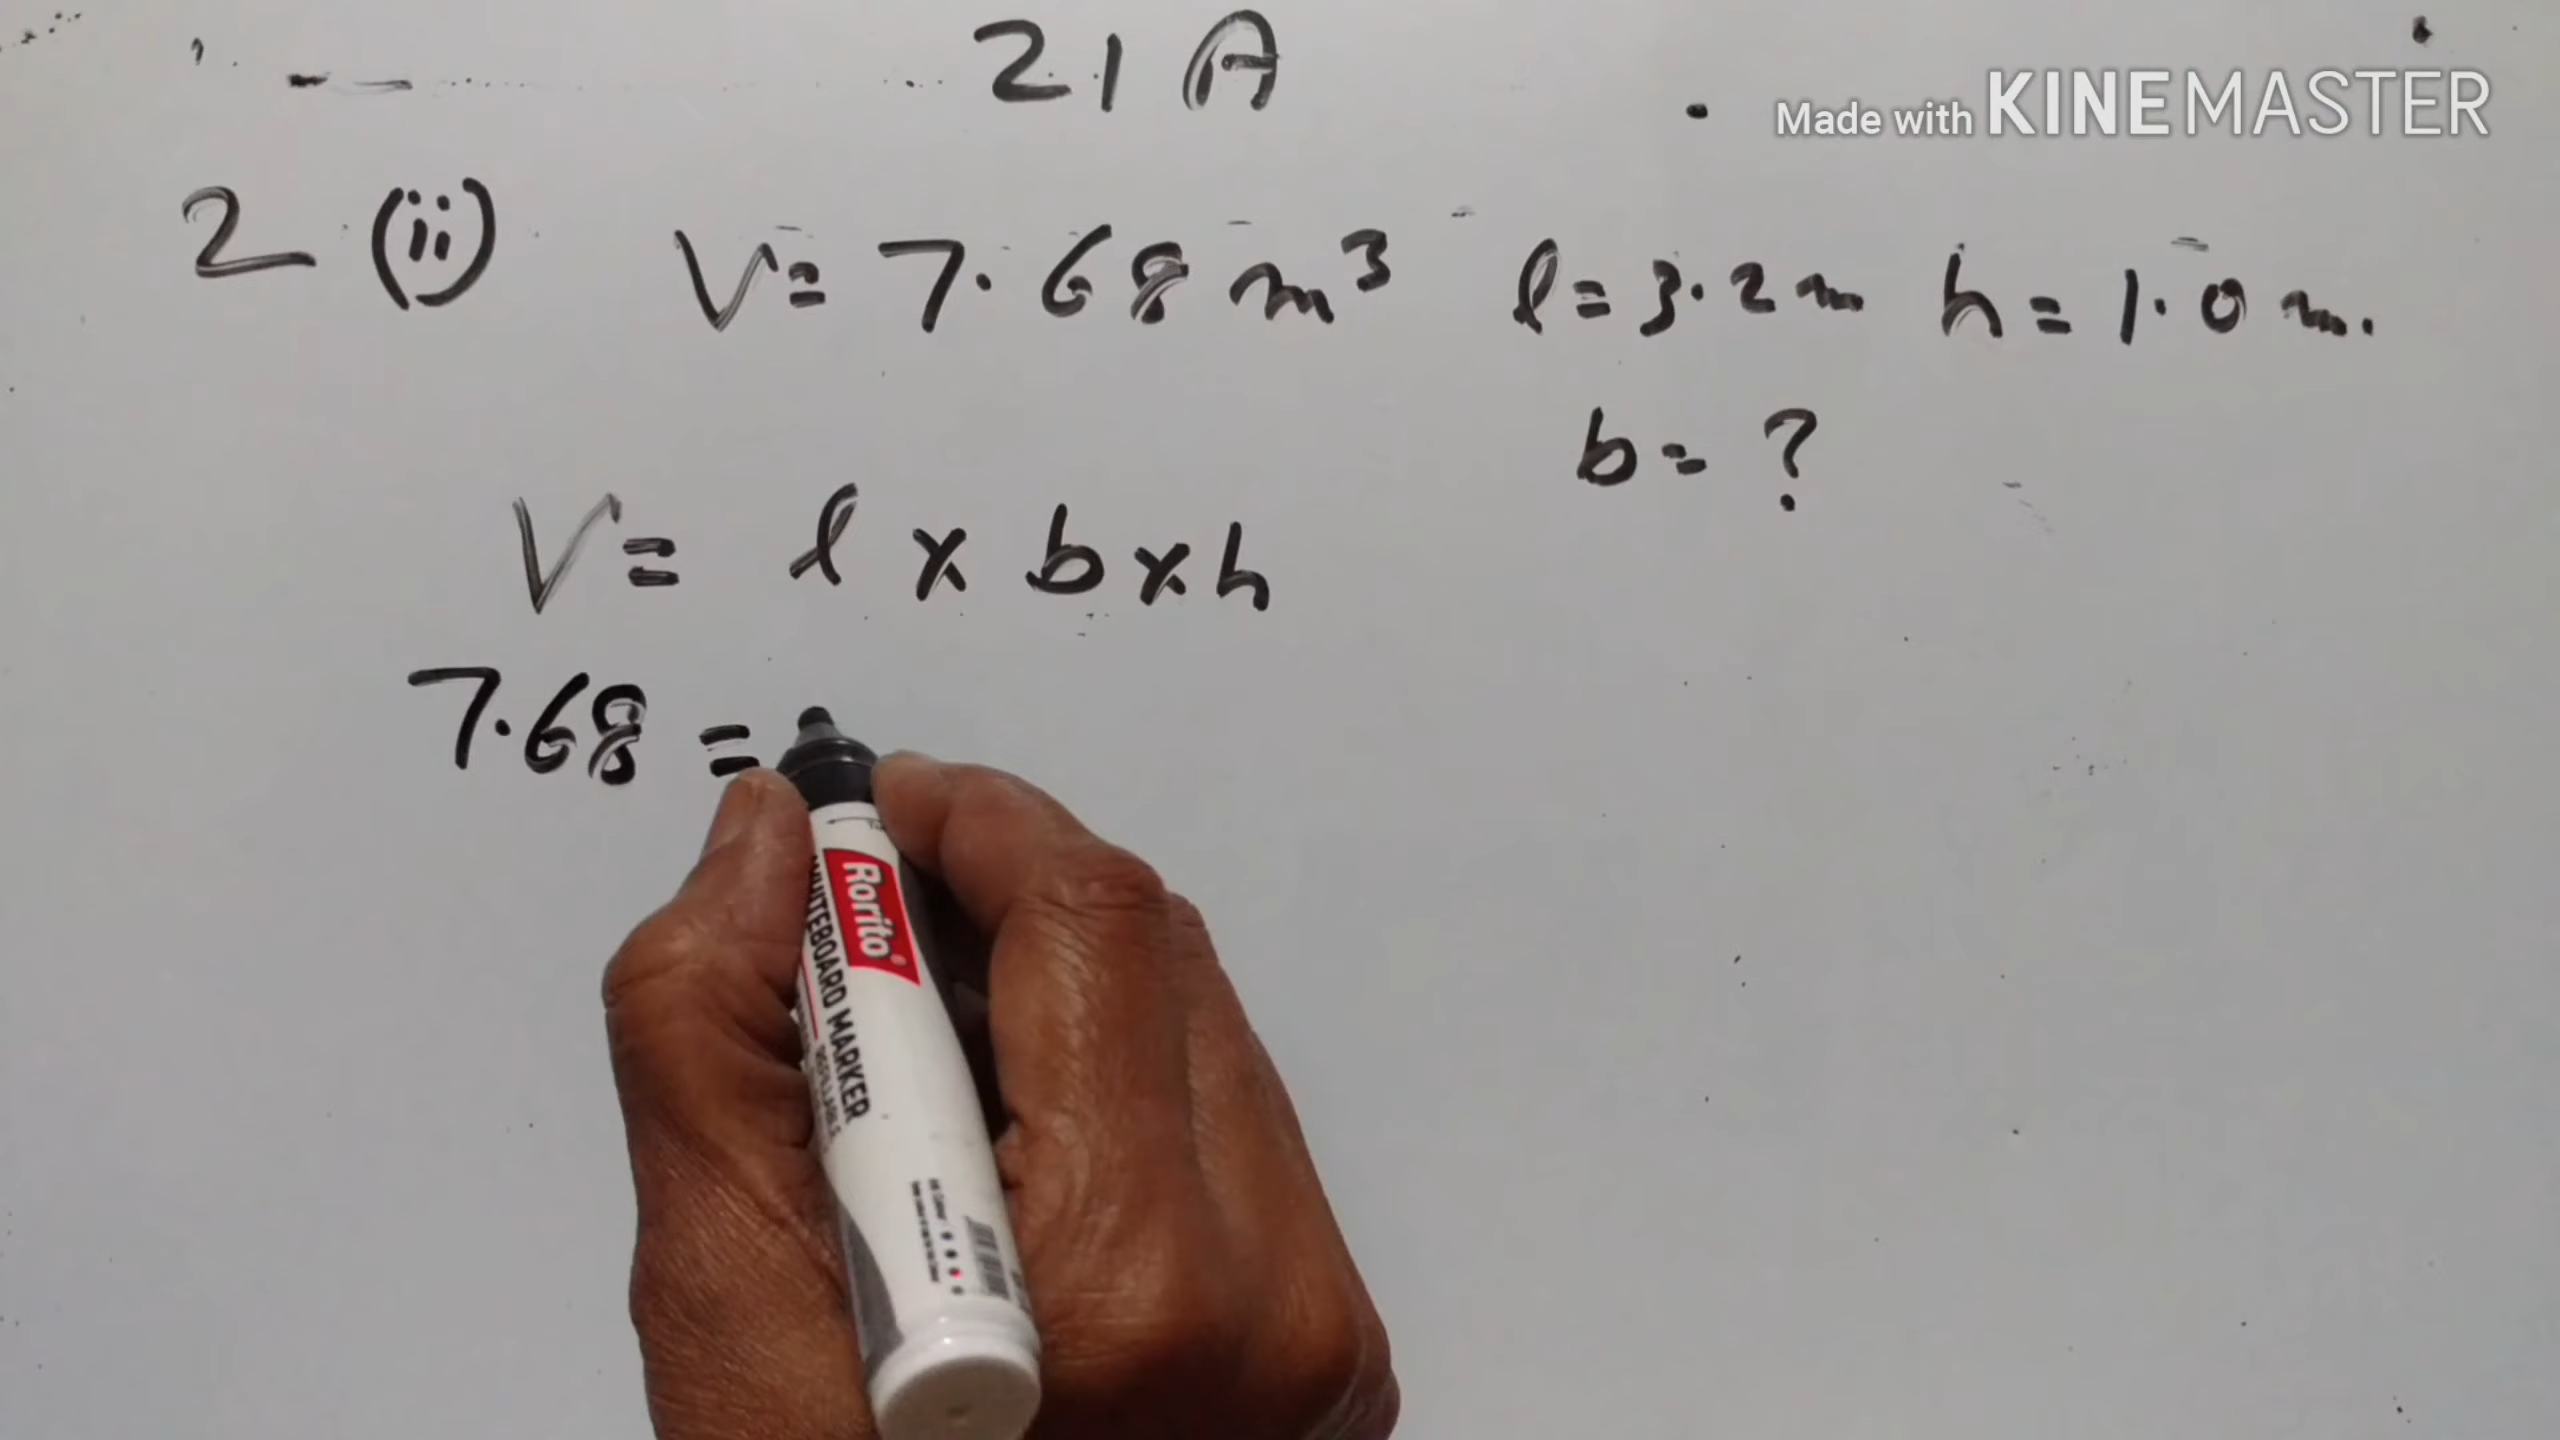 21 A
Made with KINEMASTER
2 (ii) V= 7.68 m³ l = 3.2 m h = 1.0 m.
b = ?
V = l x b x h
7.68 =
Rorito
WHITEBOARD MARKER